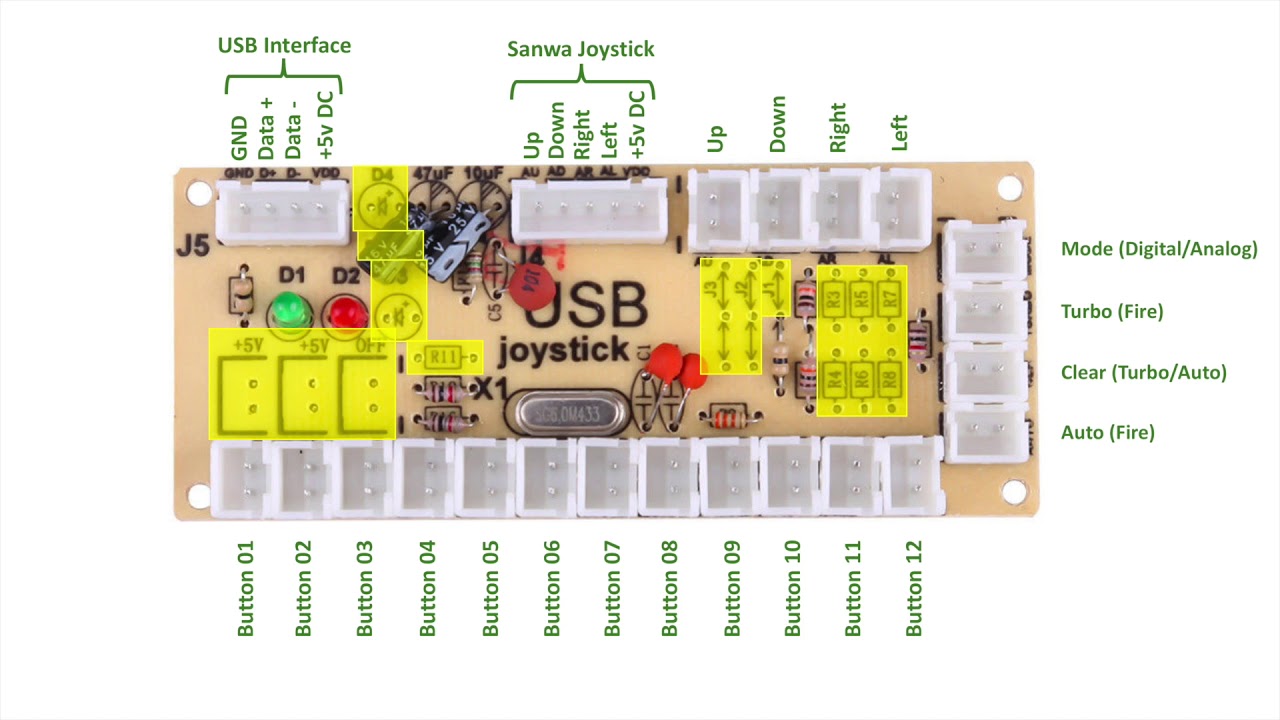 USB Interface
Sanwa Joystick
GND
Data +
Data -
+5v DC
Up
Down
Right
Left
+5v DC
Up
Down
Right
Left
GND D+ D- VDD
D4
47uF
10uF
AU AD AR AL VDD
J5
J4
D1
D2
104
C5
USB
joystick
+5V
+5V
OFF
R11
X1
C1
J3
J2
J1
AR
AL
R3
R5
R7
R4
R6
R8
Mode (Digital/Analog)
Turbo (Fire)
Clear (Turbo/Auto)
Auto (Fire)
Button 01
Button 02
Button 03
Button 04
Button 05
Button 06
Button 07
Button 08
Button 09
Button 10
Button 11
Button 12